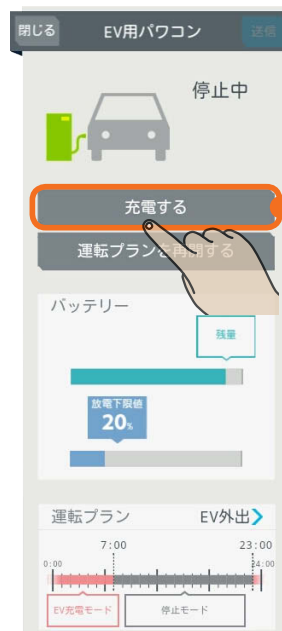 閉じる EV用パワコン 送信
停止中
充電する
運転プランを再開する
バッテリー
残量
放電下限値
20%
運転プラン EV外出
7:00 23:00
0:00 24:00
EV充電モード 停止モード